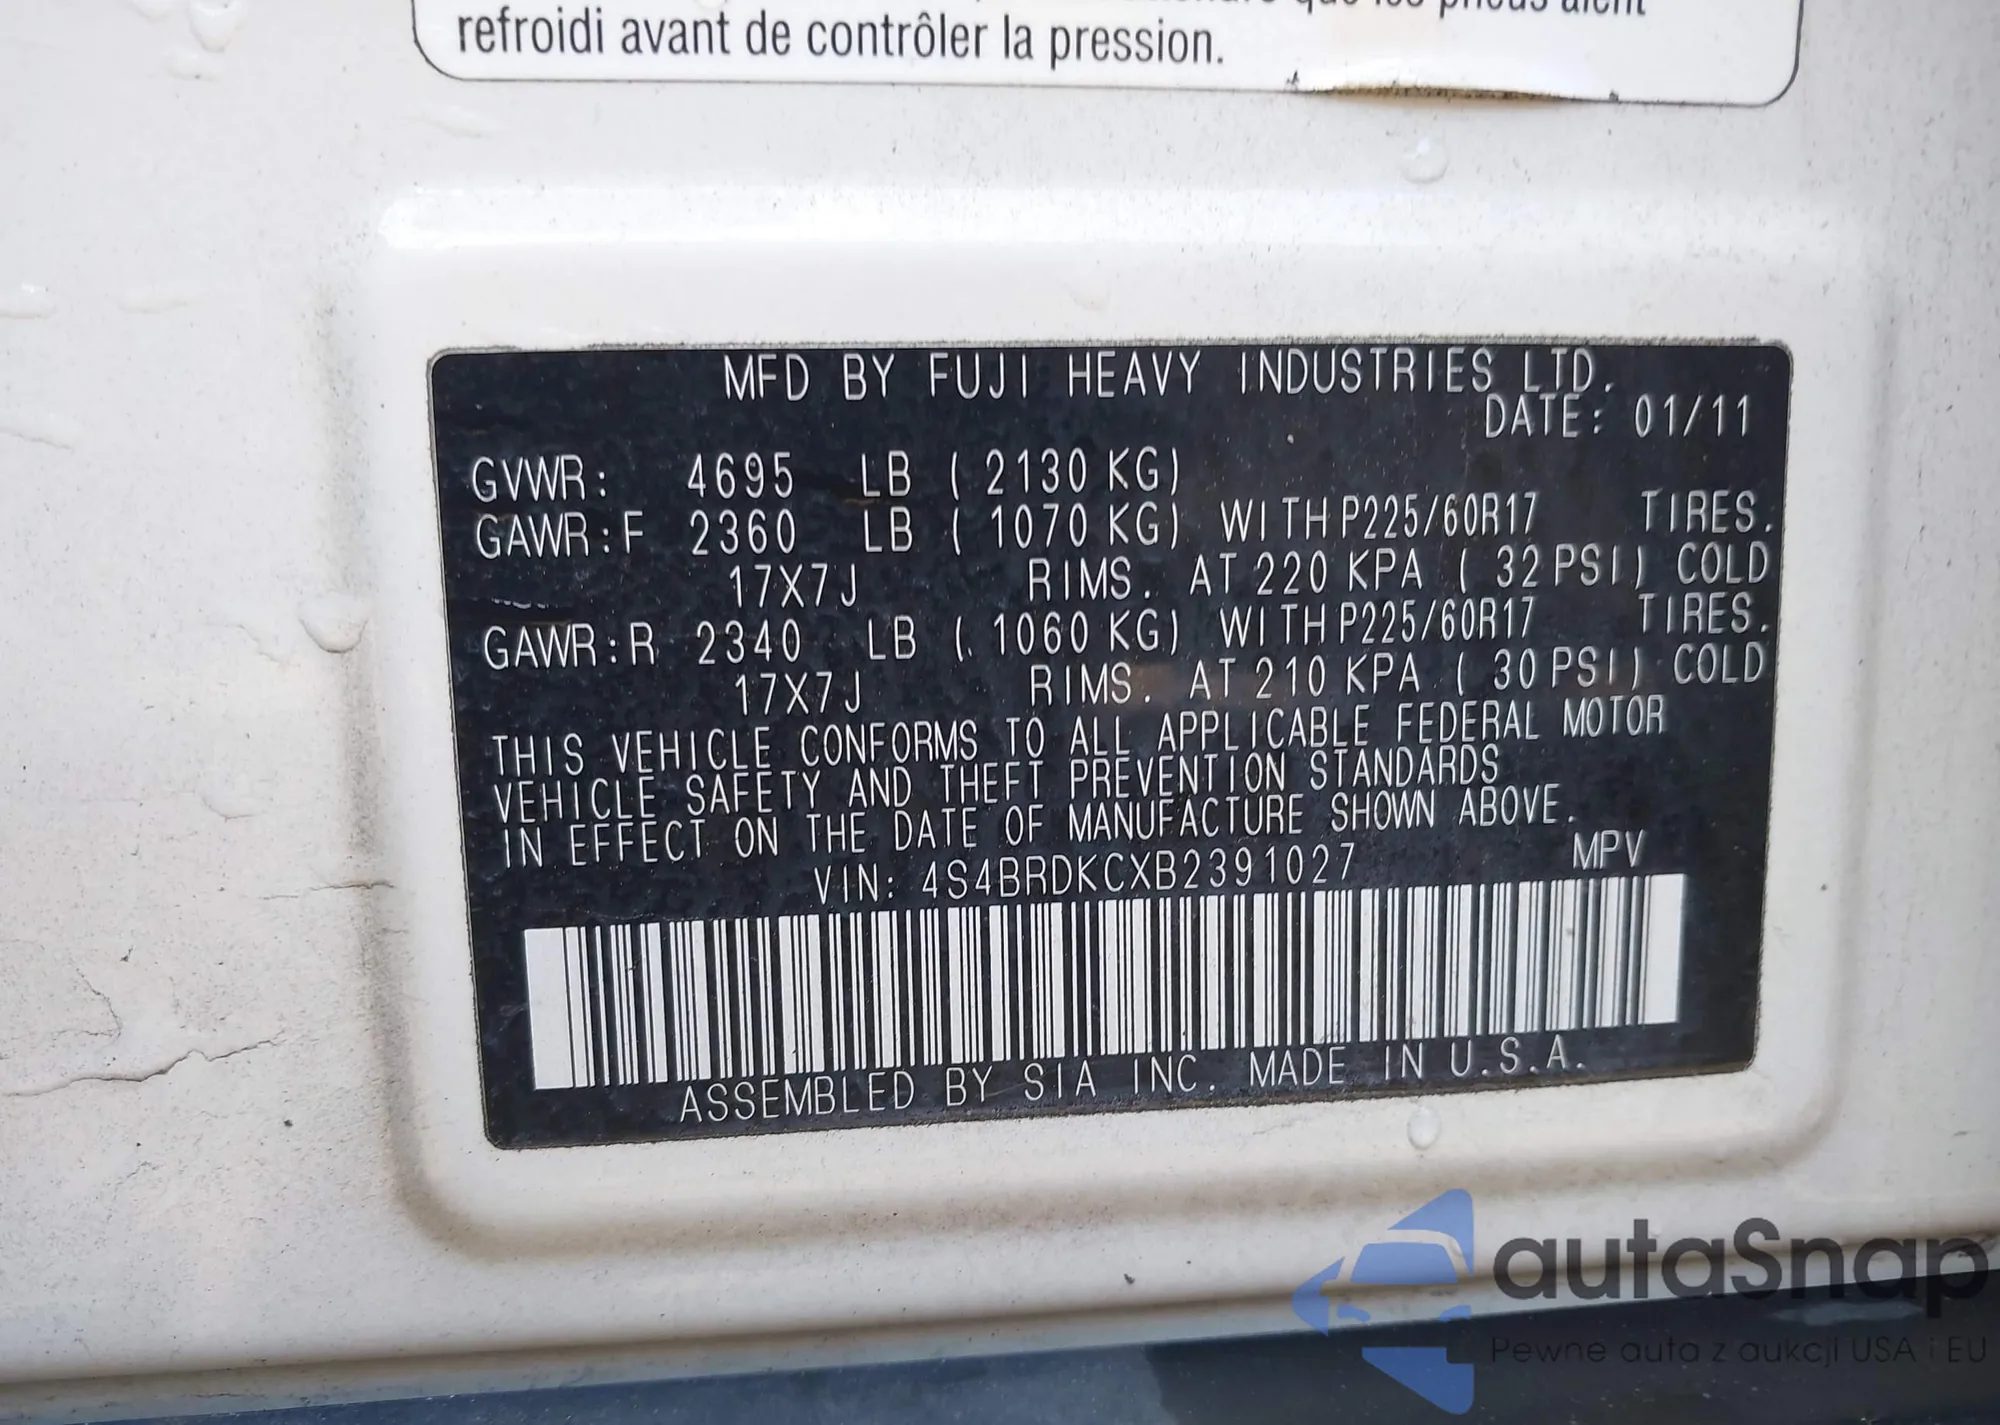 que les pneus aient
refroidi avant de contrôler la pression.
MFD BY FUJI HEAVY INDUSTRIES LTD.
DATE: 01/11
GVWR: 4695 LB ( 2130 KG)
GAWR:F 2360 LB ( 1070 KG) WITH P225/60R17 TIRES.
17X7J RIMS. AT 220 KPA ( 32 PSI) COLD
GAWR:R 2340 LB ( 1060 KG) WITH P225/60R17 TIRES.
17X7J RIMS. AT 210 KPA ( 30 PSI) COLD
THIS VEHICLE CONFORMS TO ALL APPLICABLE FEDERAL MOTOR
VEHICLE SAFETY AND THEFT PREVENTION STANDARDS
IN EFFECT ON THE DATE OF MANUFACTURE SHOWN ABOVE.
VIN: 4S4BRDKCXB2391027 MPV
ASSEMBLED BY SIA INC. MADE IN U.S.A.
autaSnap
Pewne auta z aukcji USA i EU